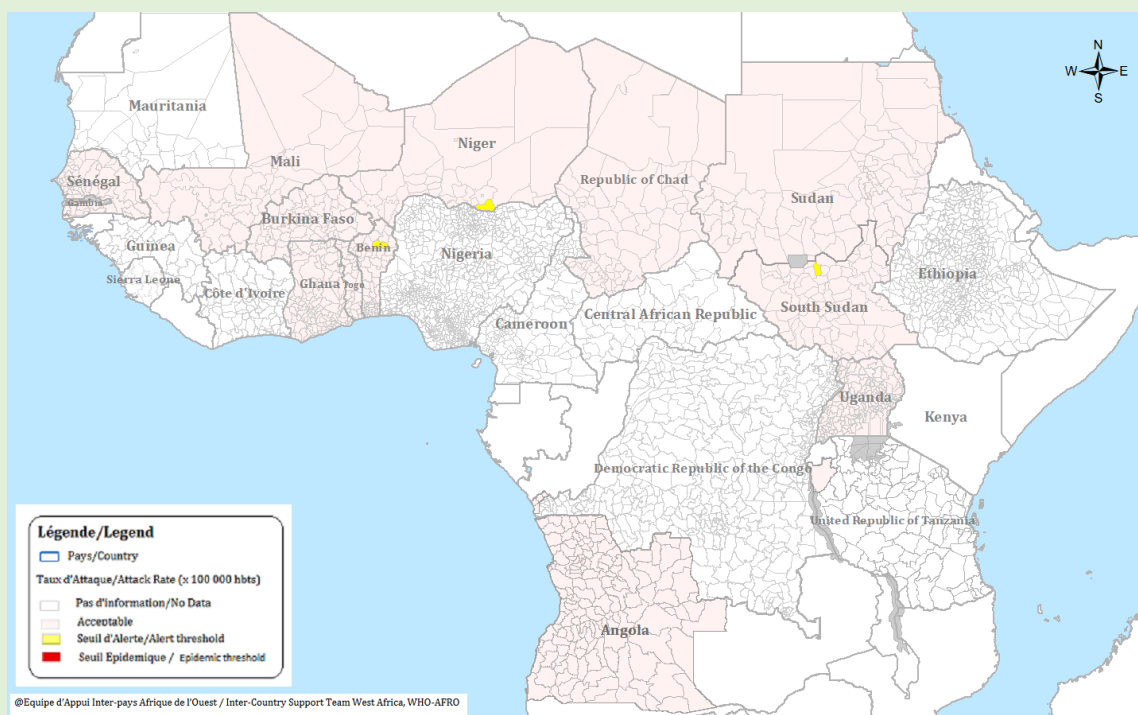 N
W E
S
Mauritania
Mali
Niger
Sénégal
Gambia
Republic of Chad
Sudan
Burkina Faso
Guinea
Benin
Nigeria
Sierra Leone
Côte d'Ivoire
Ghana
Togo
Ethiopia
South Sudan
Central African Republic
Cameroon
Uganda
Kenya
Democratic Republic of the Congo
United Republic of Tanzania
Angola
Légende/Legend
Pays/Country
Taux d'Attaque/Attack Rate (x 100 000 hbts)
Pas d'information/No Data
Acceptable
Seuil d'Alerte/Alert threshold
Seuil Epidemique / Epidemic threshold
@Equipe d'Appui Inter-pays Afrique de l'Ouest / Inter-Country Support Team West Africa, WHO-AFRO